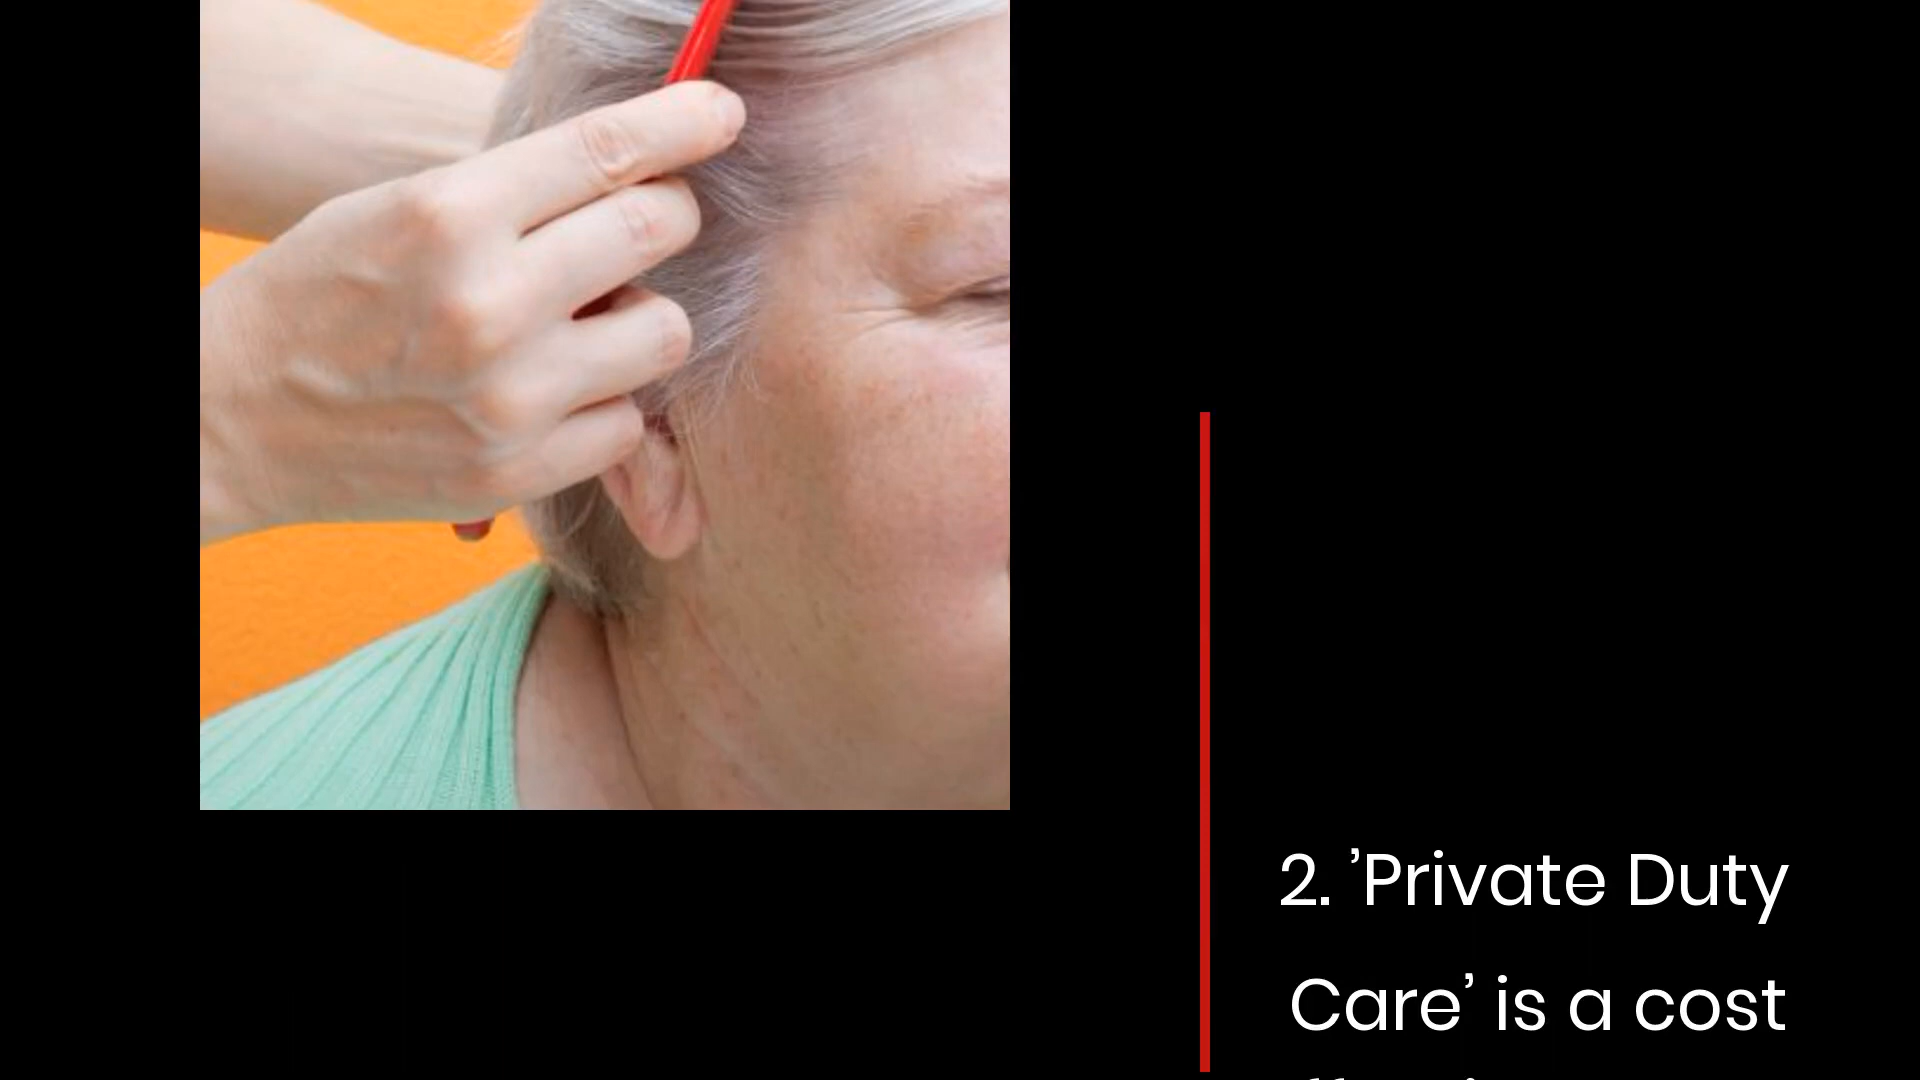 2. ’Private Duty
Care’ is a cost